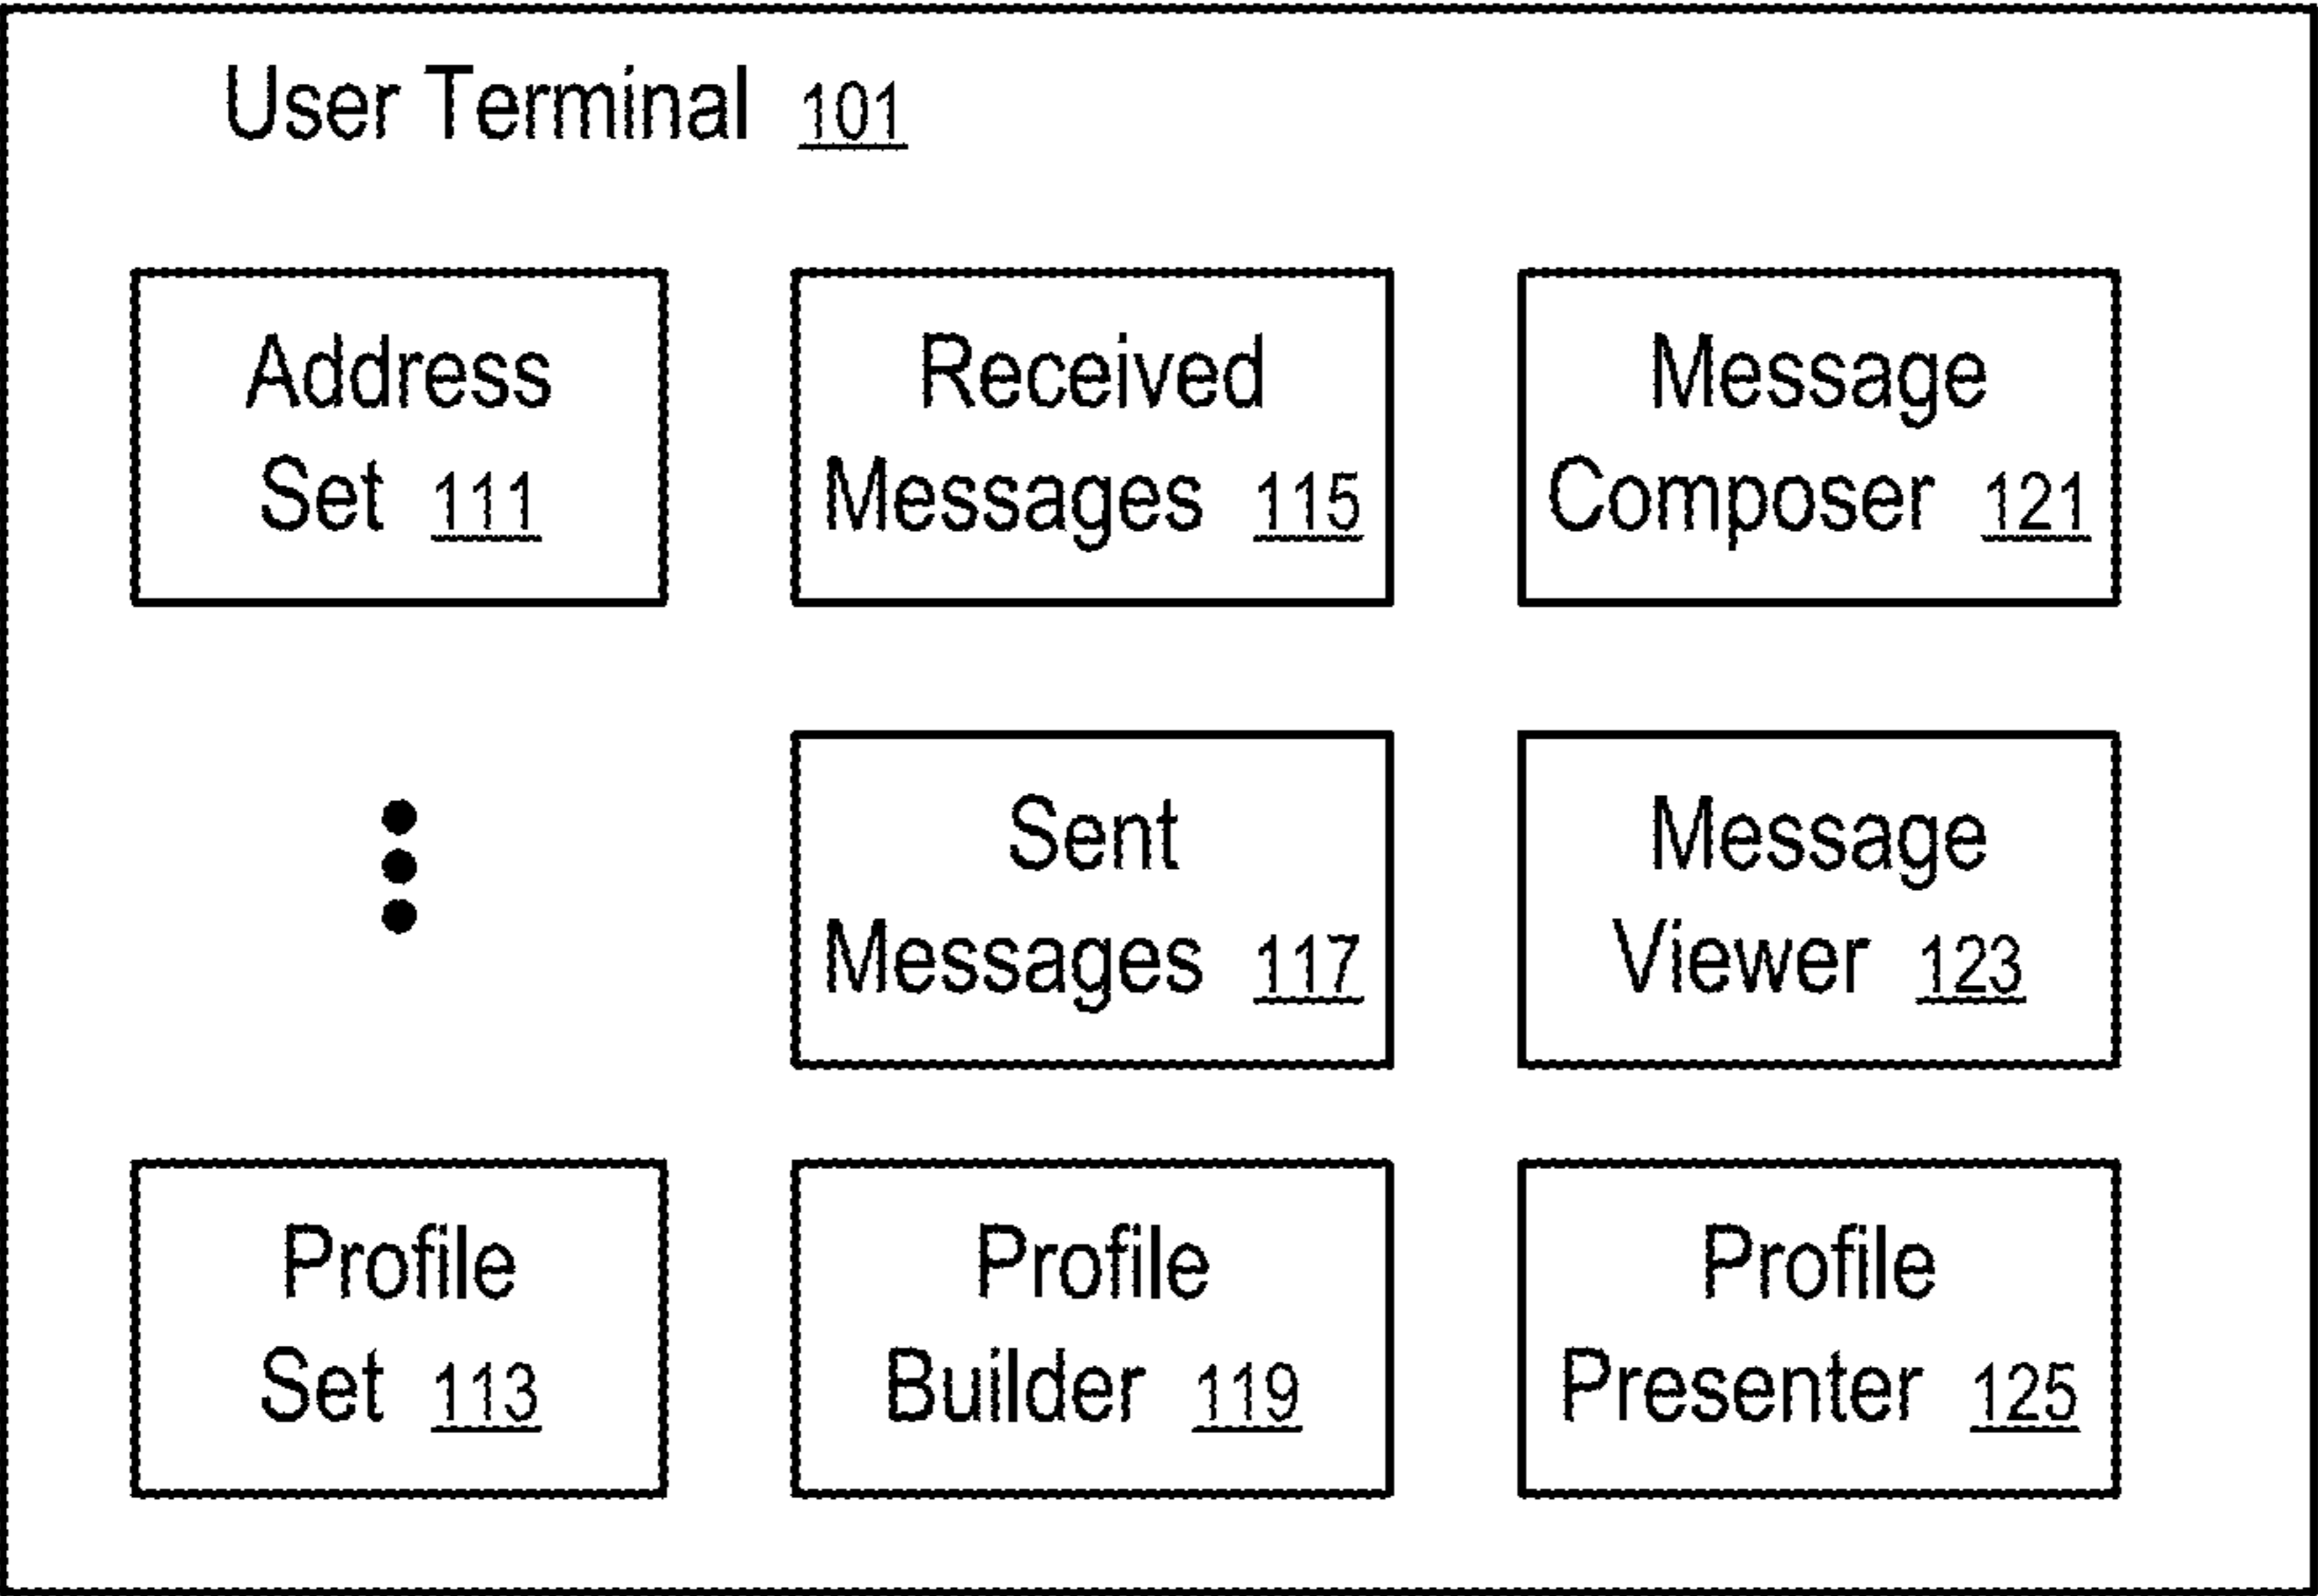 User Terminal 101
Address
Set 111
Received
Messages 115
Message
Composer 121
Sent
Messages 117
Message
Viewer 123
Profile
Set 113
Profile
Builder 119
Profile
Presenter 125